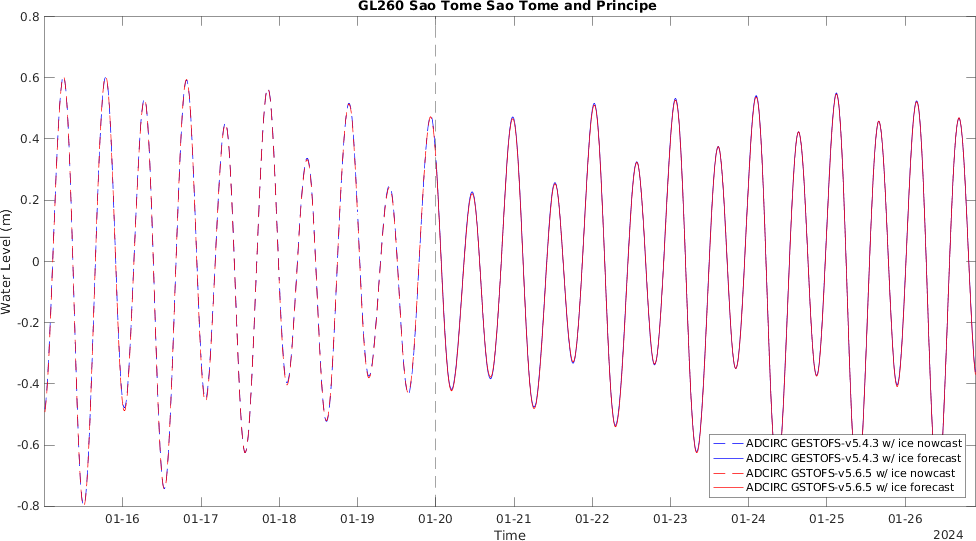 GL260 Sao Tome Sao Tome and Principe
0.8
0.6
0.4
0.2
0
-0.2
-0.4
-0.6
-0.8
Water Level (m)
ADCIRC GESTOFS-v5.4.3 w/ ice nowcast
ADCIRC GESTOFS-v5.4.3 w/ ice forecast
ADCIRC GSTOFS-v5.6.5 w/ ice nowcast
ADCIRC GSTOFS-v5.6.5 w/ ice forecast
01-16 01-17 01-18 01-19 01-20 01-21 01-22 01-23 01-24 01-25 01-26
Time
2024